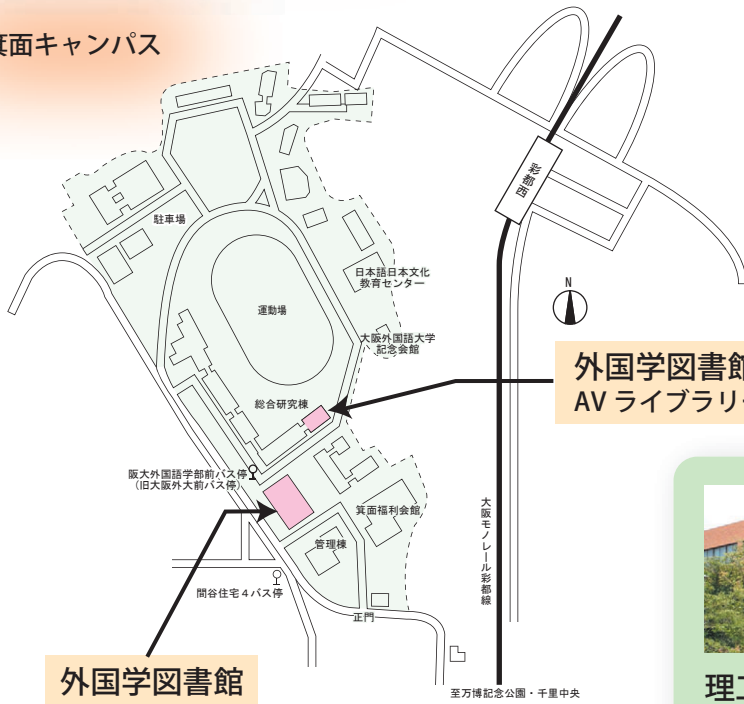 箕面キャンパス
彩都西
駐車場
日本語日本文化
教育センター
N
運動場
大阪外国語大学
記念会館
外国学図書館
AV ライブラリー
総合研究棟
阪大外国語学部前バス停
（旧大阪外大前バス停）
箕面福利会館
大阪モノレール彩都線
管理棟
間谷住宅４バス停
正門
外国学図書館
至万博記念公園・千里中央